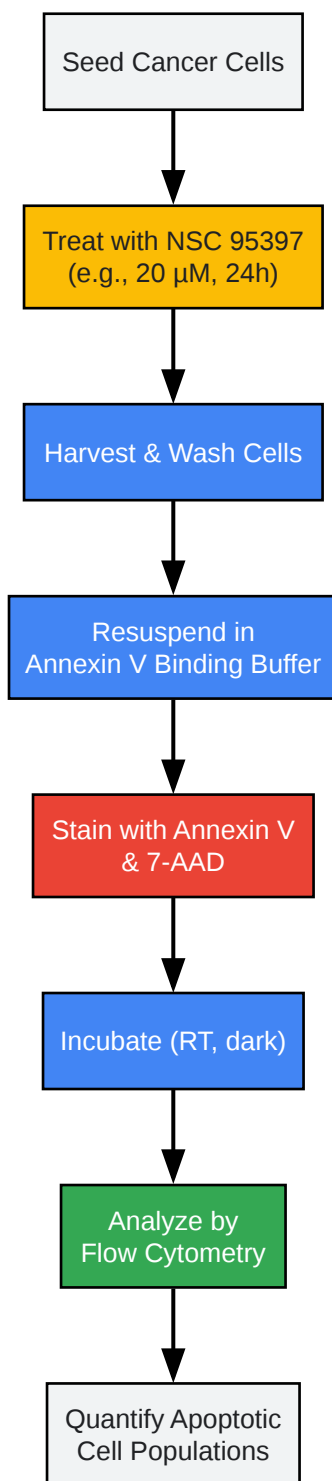 Seed Cancer Cells
Treat with NSC 95397
(e.g., 20 µM, 24h)
Harvest & Wash Cells
Resuspend in
Annexin V Binding Buffer
Stain with Annexin V
& 7-AAD
Incubate (RT, dark)
Analyze by
Flow Cytometry
Quantify Apoptotic
Cell Populations